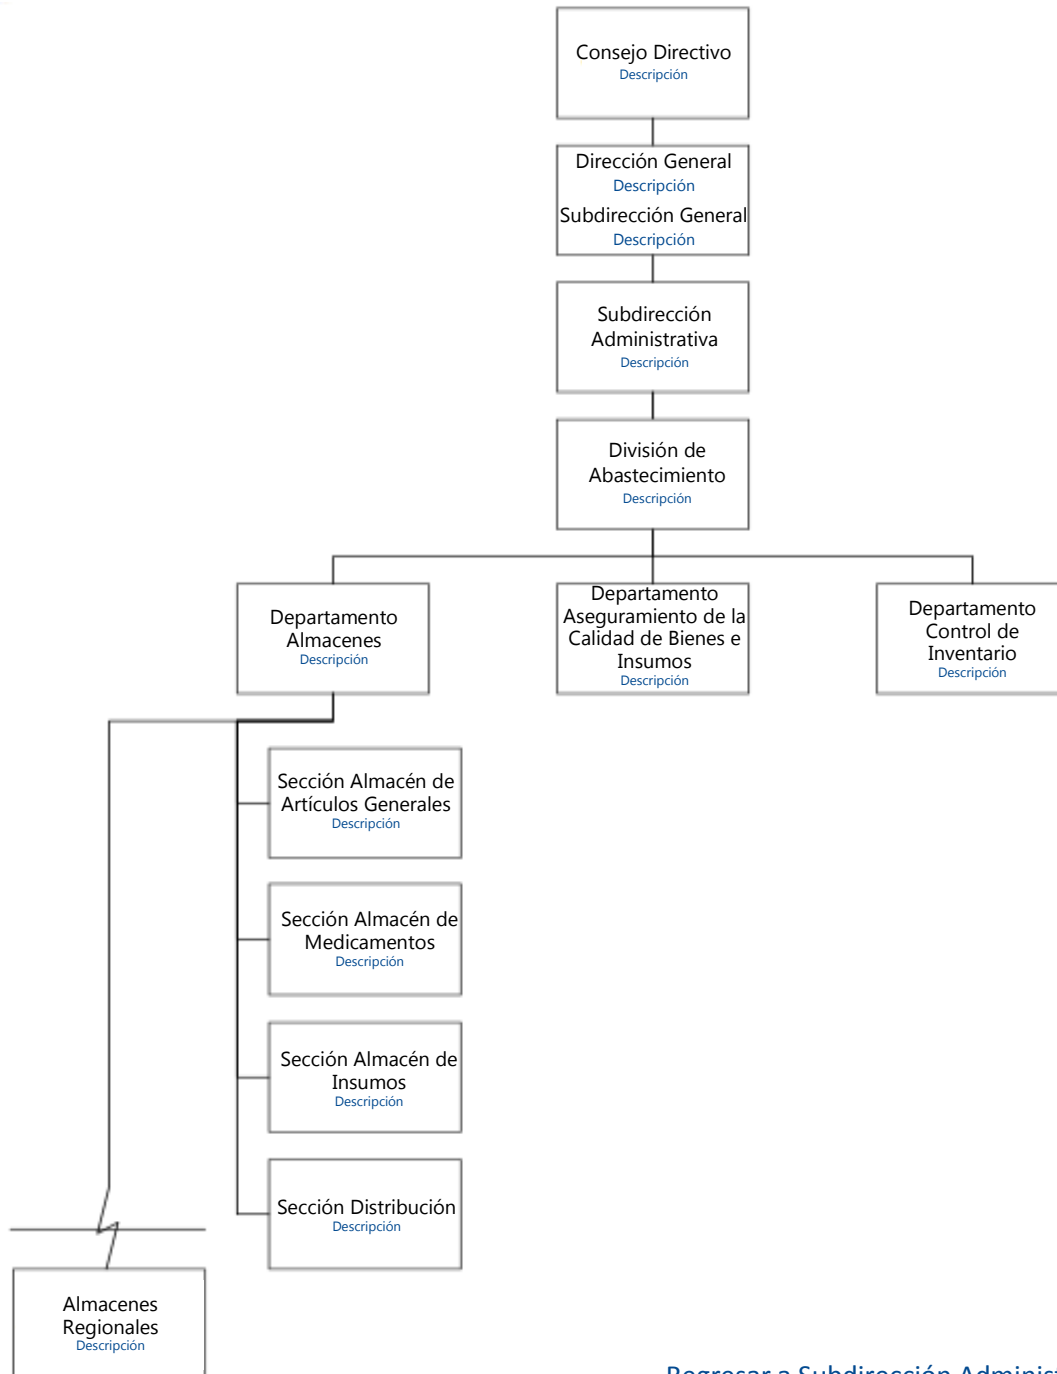 Consejo Directivo
Descripción
Dirección General
Descripción
Subdirección General
Descripción
Subdirección
Administrativa
Descripción
División de
Abastecimiento
Descripción
Departamento
Almacenes
Descripción
Departamento
Aseguramiento de la
Calidad de Bienes e
Insumos
Descripción
Departamento
Control de
Inventario
Descripción
Sección Almacén de
Artículos Generales
Descripción
Sección Almacén de
Medicamentos
Descripción
Sección Almacén de
Insumos
Descripción
Sección Distribución
Descripción
Almacenes
Regionales
Descripción
Regresar a Subdirección